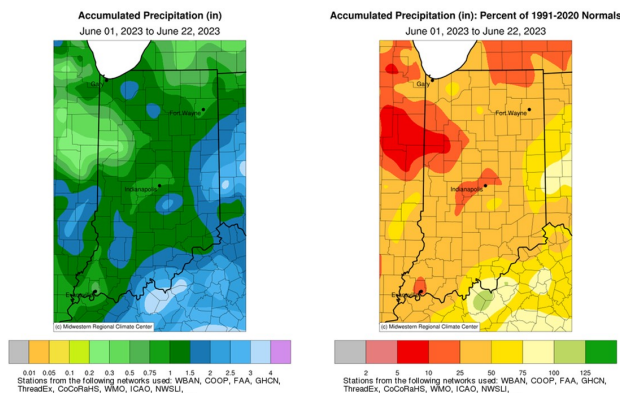 Accumulated Precipitation (in)
June 01, 2023 to June 22, 2023
Gary
Fort Wayne
Indianapolis
(c) Midwestern Regional Climate Center
0.01 0.05 0.1 0.2 0.3 0.5 0.75 1 1.5 2 2.5 3 4
Stations from the following networks used: WBAN, COOP, FAA, GHCN,
ThreadEx, CoCoRaHS, WMO, ICAO, NWSLI,
Accumulated Precipitation (in): Percent of 1991-2020 Normals
June 01, 2023 to June 22, 2023
Gary
Fort Wayne
Indianapolis
(c) Midwestern Regional Climate Center
2 5 10 25 50 75 100 125
Stations from the following networks used: WBAN, COOP, FAA, GHCN,
ThreadEx, CoCoRaHS, WMO, ICAO, NWSLI,